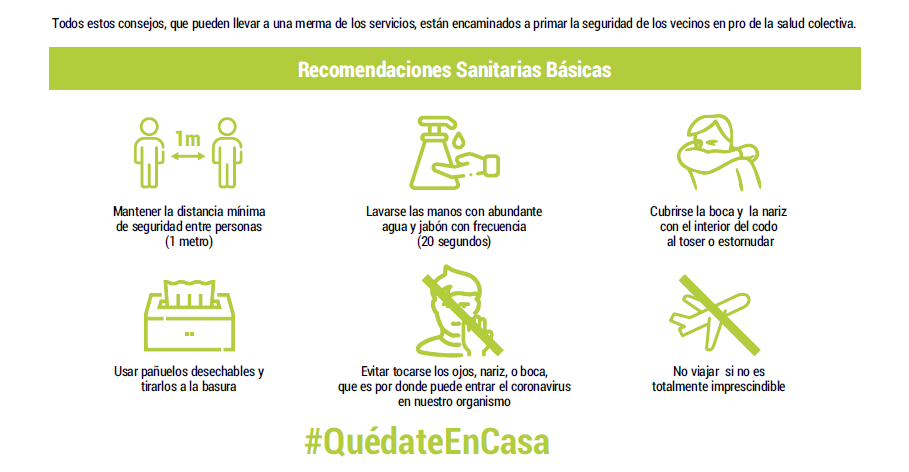 Todos estos consejos, que pueden llevar a una merma de los servicios, están encaminados a primar la seguridad de los vecinos en pro de la salud colectiva.
Recomendaciones Sanitarias Básicas
1m
Mantener la distancia mínima
de seguridad entre personas
(1 metro)
Lavarse las manos con abundante
agua y jabón con frecuencia
(20 segundos)
Cubrirse la boca y la nariz
con el interior del codo
al toser o estornudar
Usar pañuelos desechables y
tirarlos a la basura
Evitar tocarse los ojos, nariz, o boca,
que es por donde puede entrar el coronavirus
en nuestro organismo
No viajar si no es
totalmente imprescindible
#QuédateEnCasa